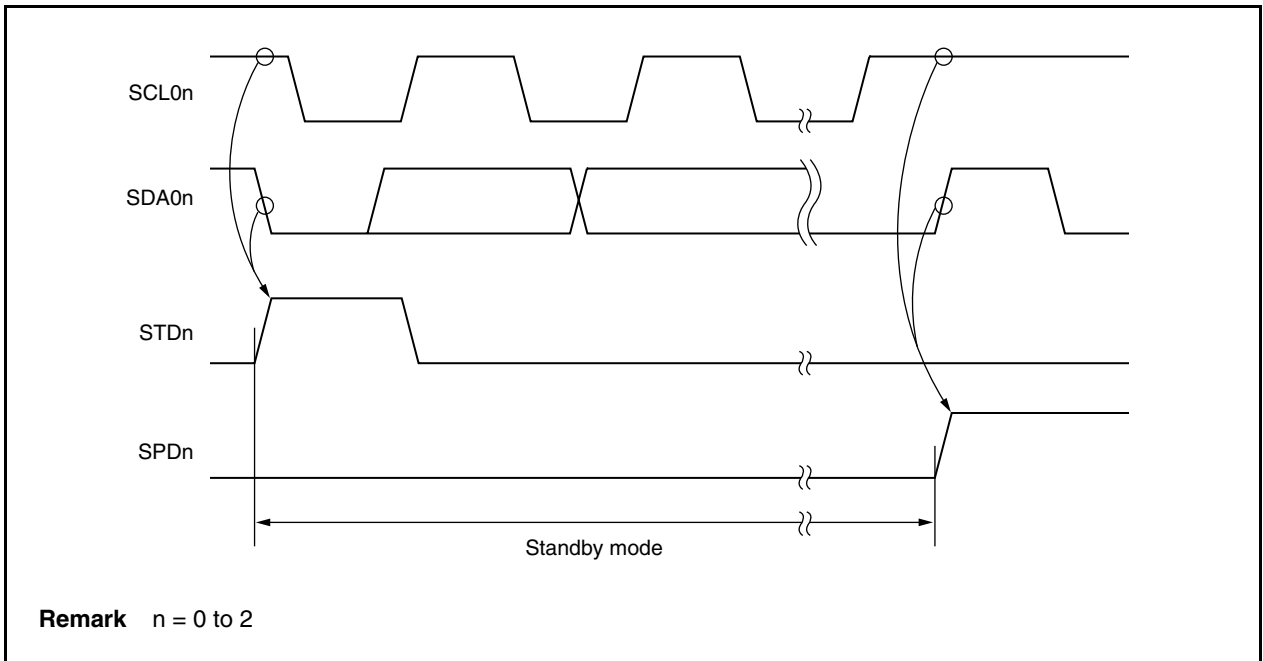 SCL0n
SDA0n
STDn
SPDn
Standby mode
Remark n = 0 to 2